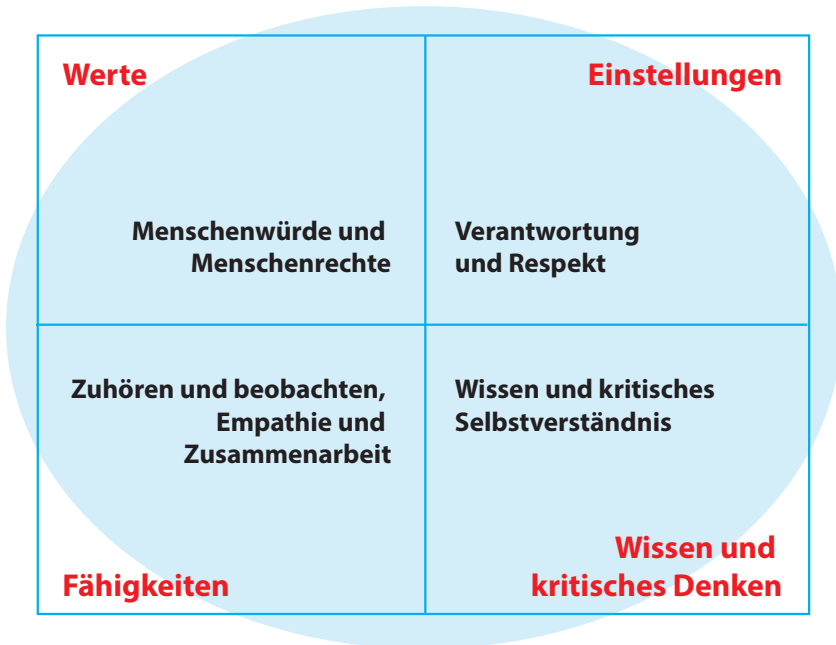 Werte
Einstellungen
Menschenwürde und
Menschenrechte
Verantwortung
und Respekt
Zuhören und beobachten,
Empathie und
Zusammenarbeit
Wissen und kritisches
Selbstverständnis
Fähigkeiten
Wissen und
kritisches Denken